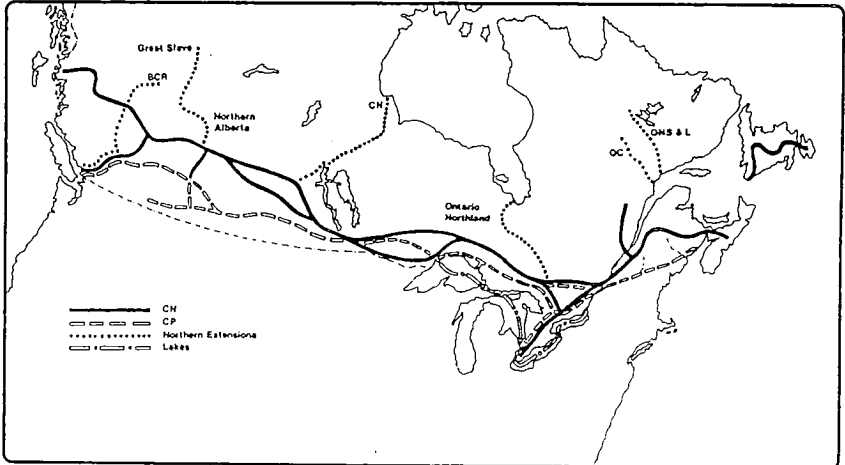 Great Slave
BCR
Northern
Alberta
CN
QNS & L
QC
Ontario
Northland
CN
CP
Northern Extensions
Lakes